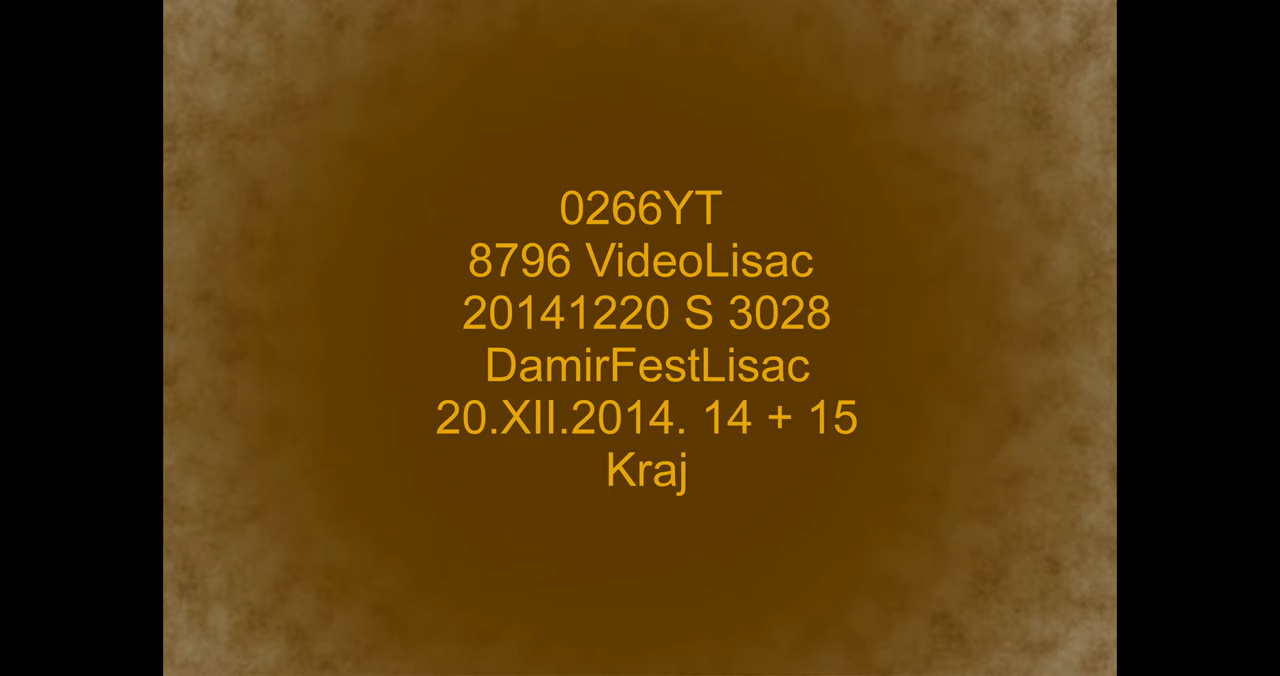 0266YT
8796 VideoLisac
20141220 S 3028
DamirFestLisac
20.XII.2014. 14 + 15
Kraj